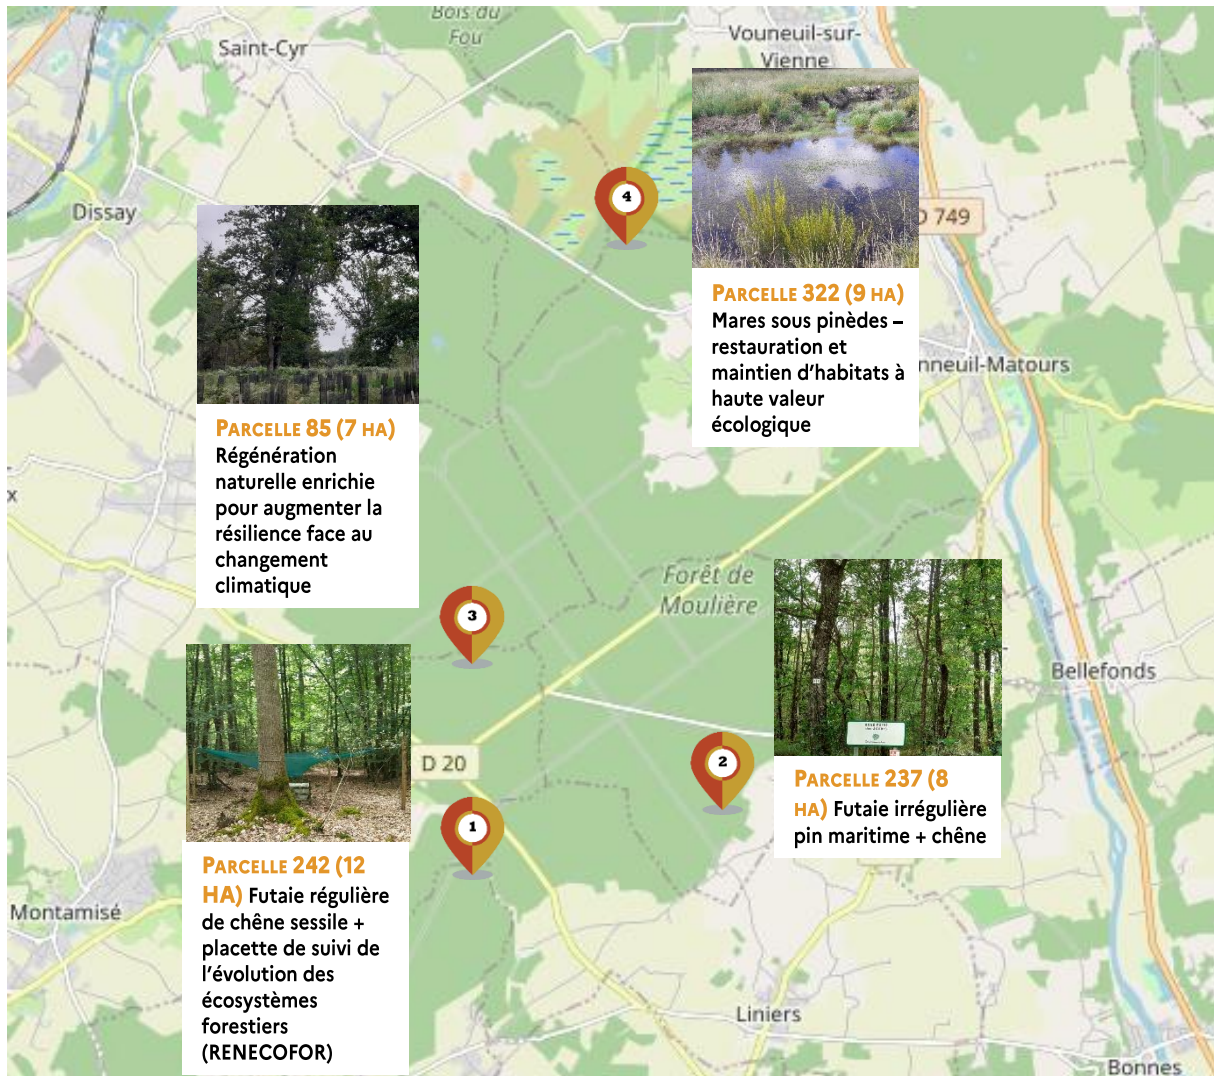 Bois du
Fou
Saint-Cyr
Vouneuil-sur-
Vienne
Dissay
4
D 749
PARCELLE 322 (9 HA)
Mares sous pinèdes –
restauration et
maintien d'habitats à
haute valeur
écologique
nneuil-Matours
PARCELLE 85 (7 HA)
Régénération
naturelle enrichie
pour augmenter la
résilience face au
changement
climatique
x
Forêt de
Moulière
3
Bellefonds
D 20
2
PARCELLE 237 (8
HA) Futaie irrégulière
pin maritime + chêne
1
PARCELLE 242 (12
HA) Futaie régulière
de chêne sessile +
placette de suivi de
l'évolution des
écosystèmes
forestiers
(RENECOFOR)
Montamisé
Liniers
Bonnes